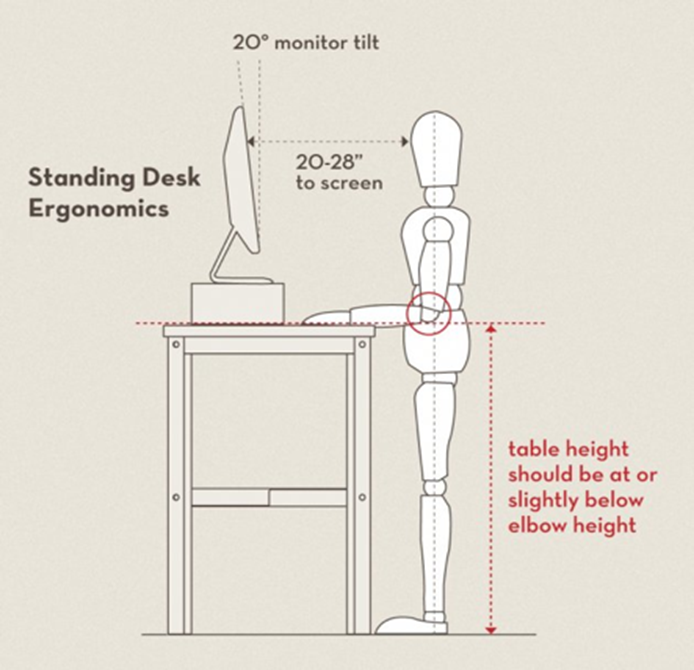 20° monitor tilt
20-28”
to screen
Standing Desk
Ergonomics
table height
should be at or
slightly below
elbow height